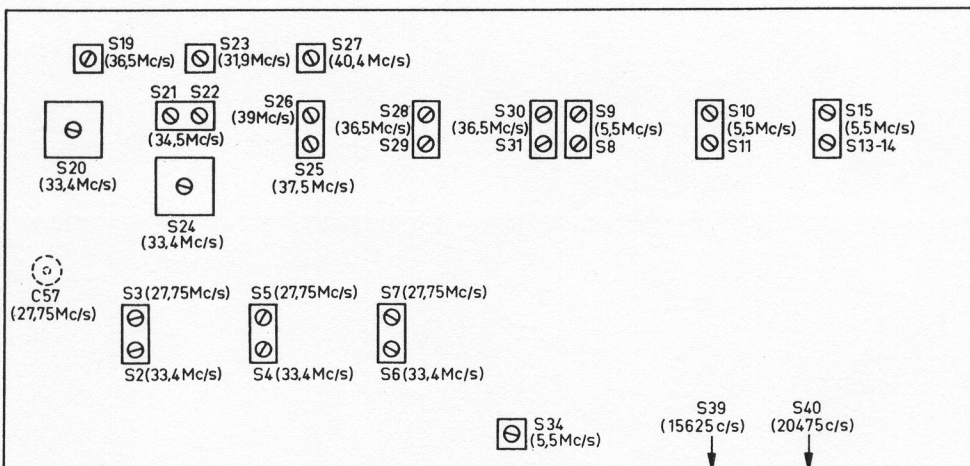 S19
(36,5Mc/s)
S23
(31,9Mc/s)
S27
(40,4Mc/s)
S20
(33,4Mc/s)
S21 S22
(34,5Mc/s)
S24
(33,4Mc/s)
S26
(39Mc/s)
S25
(37,5Mc/s)
S28
(36,5Mc/s)
S29
S30
(36,5Mc/s)
S31
S9
(5,5Mc/s)
S8
S10
(5,5Mc/s)
S11
S15
(5,5Mc/s)
S13-14
C57
(27,75Mc/s)
S3(27,75Mc/s)
S2(33,4Mc/s)
S5(27,75Mc/s)
S4(33,4Mc/s)
S7(27,75Mc/s)
S6(33,4Mc/s)
S34
(5,5Mc/s)
S39
(15625c/s)
S40
(20475c/s)